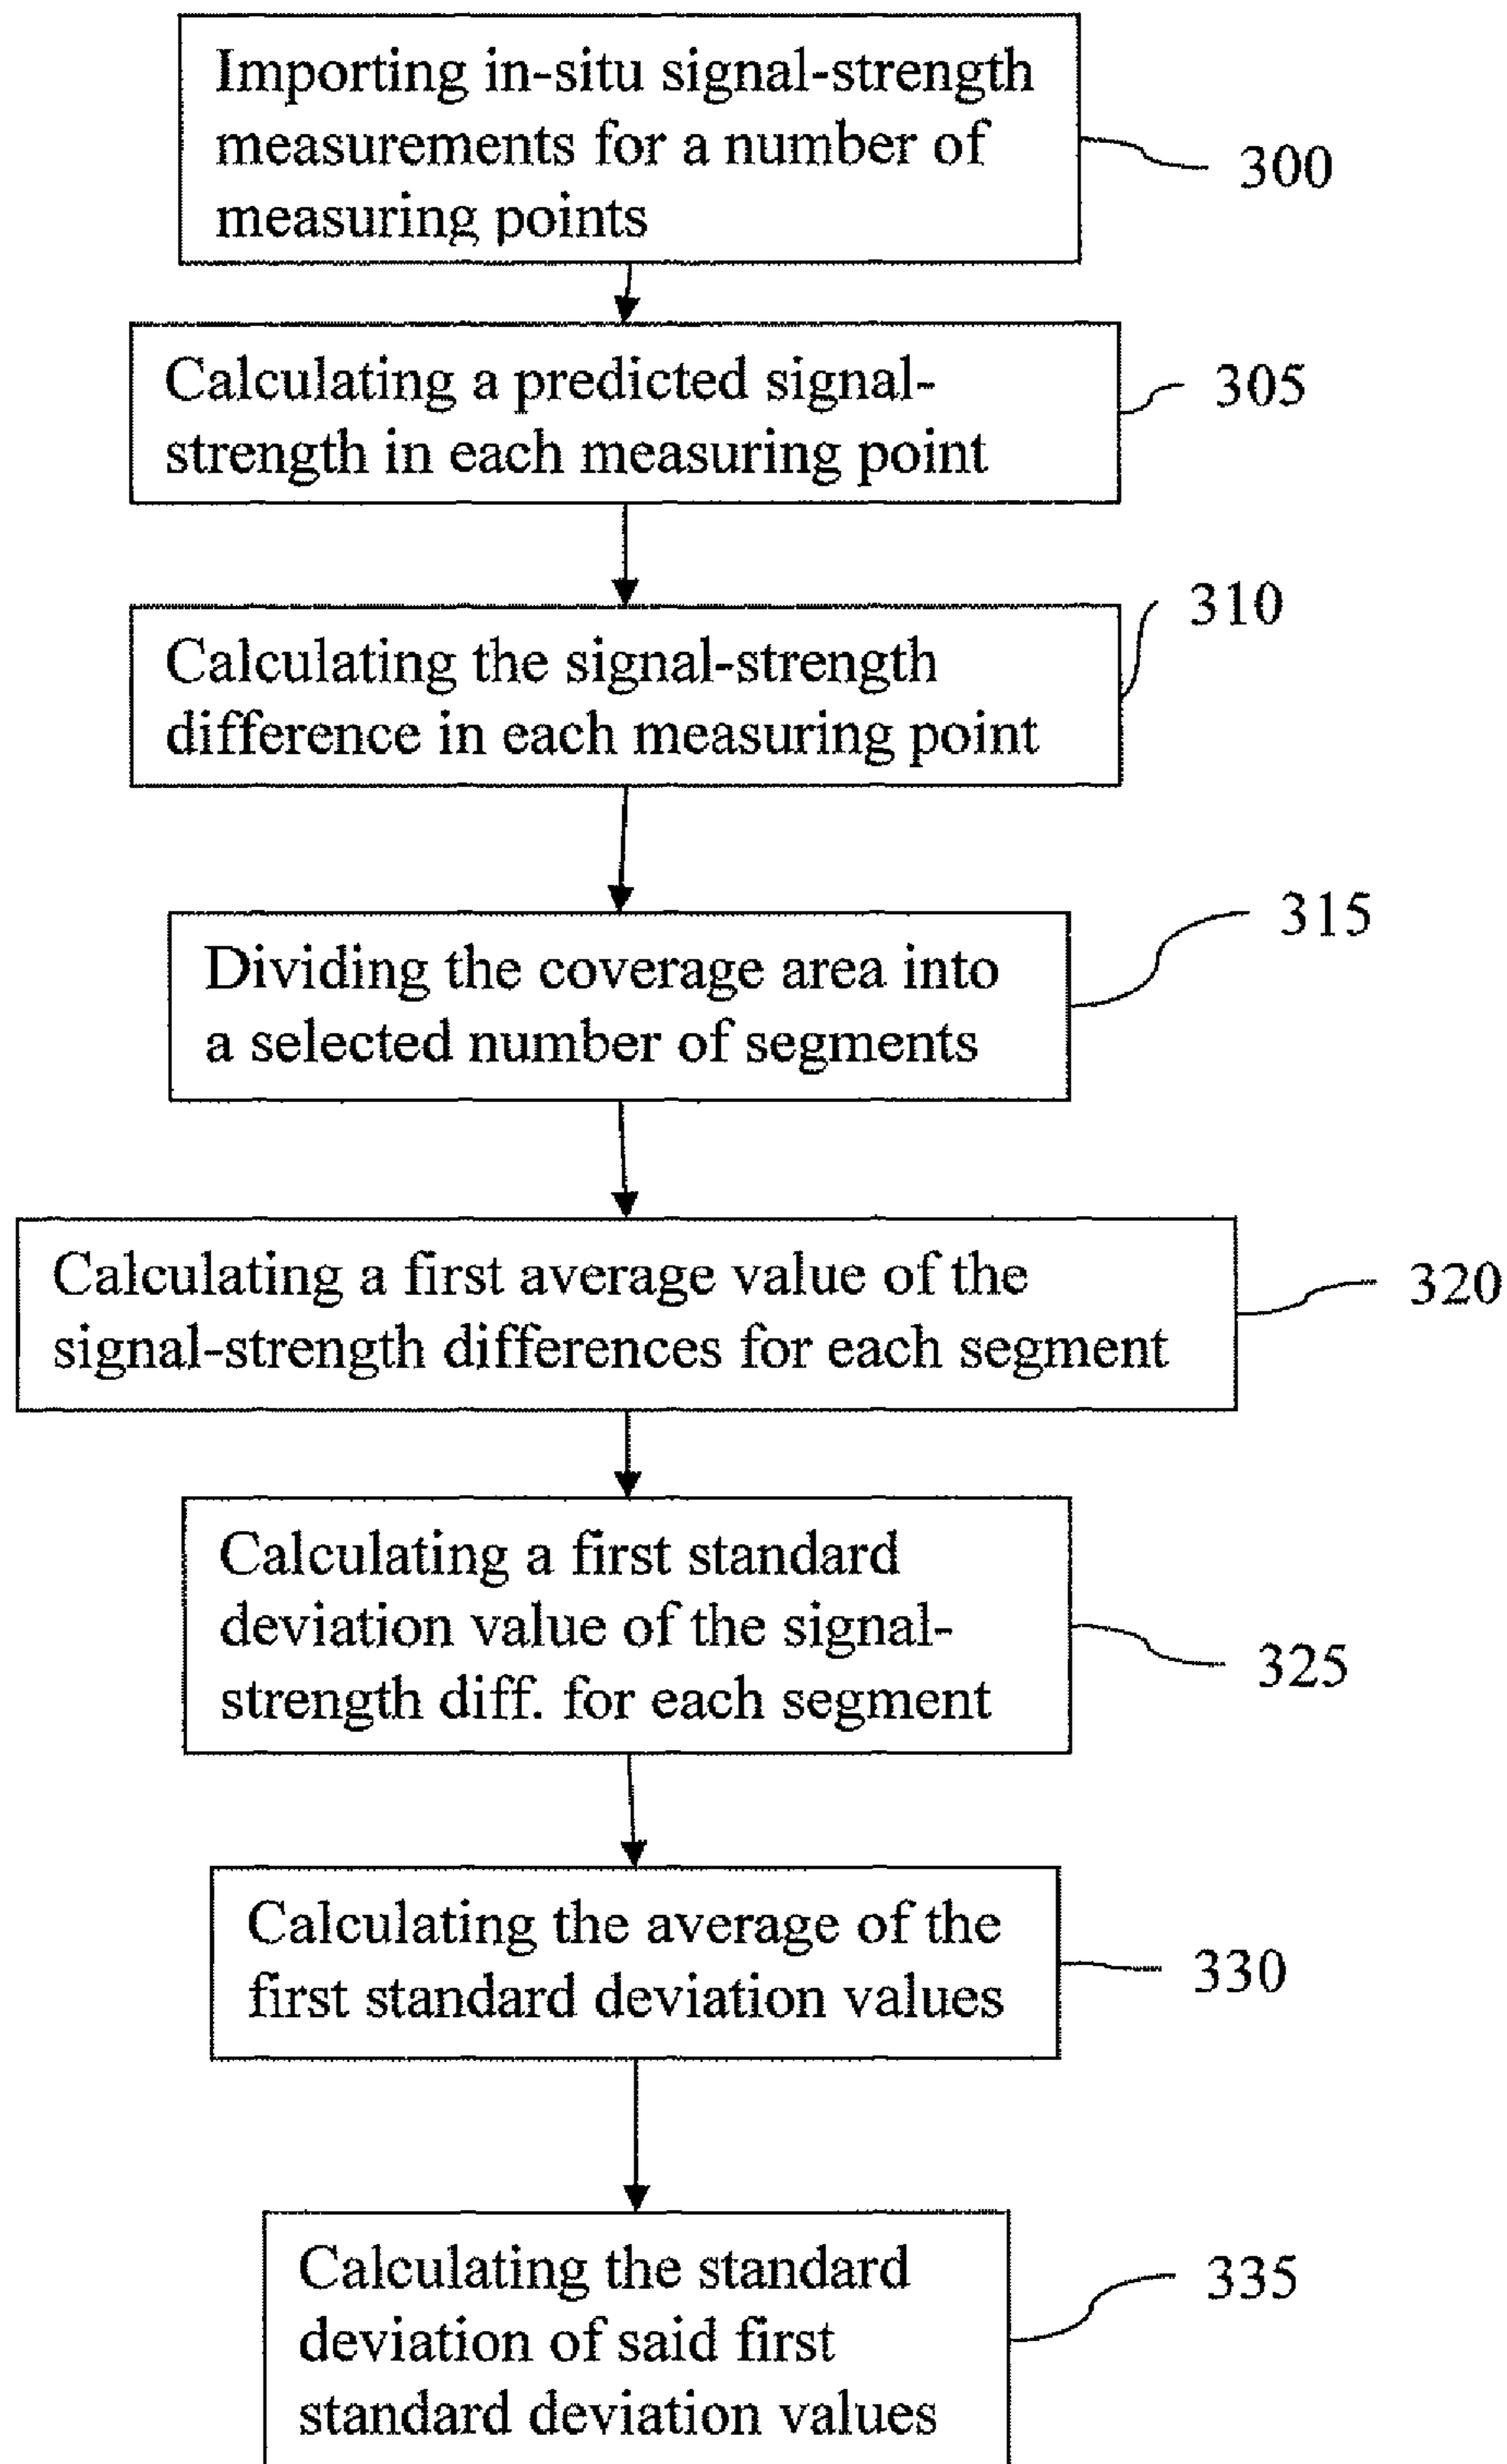 Importing in-situ signal-strength
measurements for a number of
measuring points
300
Calculating a predicted signal-
strength in each measuring point
305
Calculating the signal-strength
difference in each measuring point
310
Dividing the coverage area into
a selected number of segments
315
Calculating a first average value of the
signal-strength differences for each segment
320
Calculating a first standard
deviation value of the signal-
strength diff. for each segment
325
Calculating the average of the
first standard deviation values
330
Calculating the standard
deviation of said first
standard deviation values
335